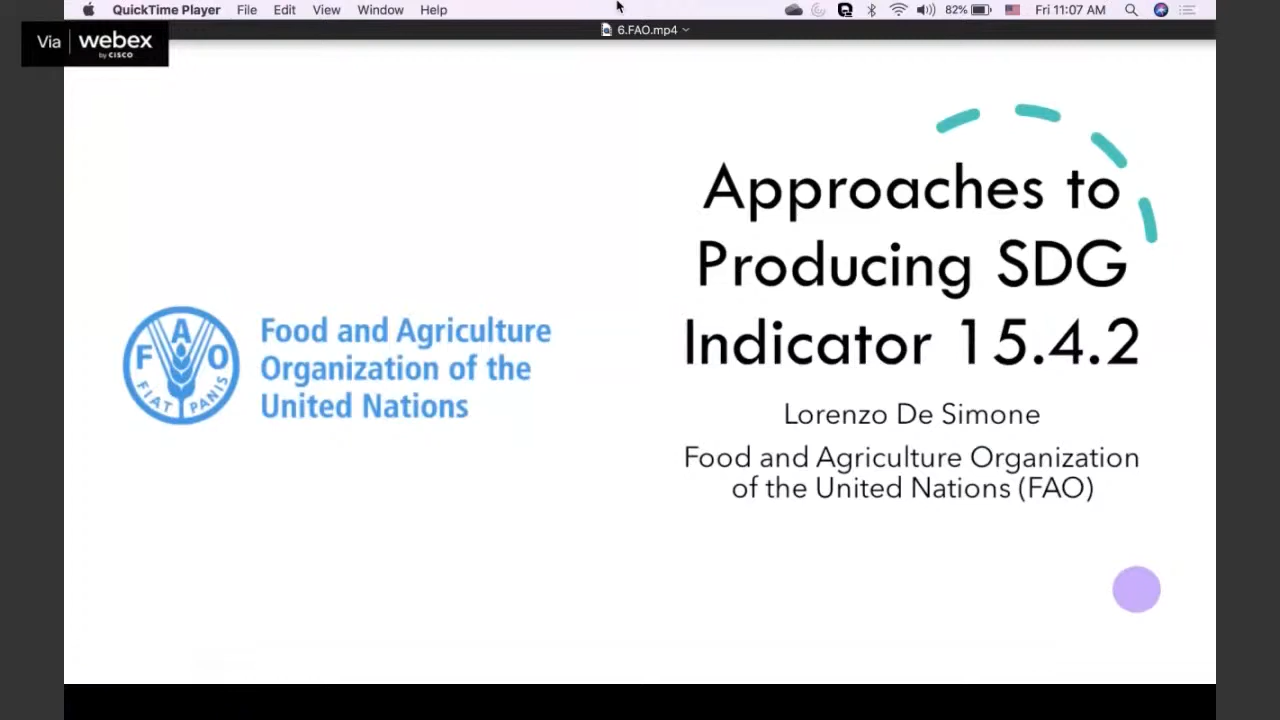 QuickTime Player File Edit View Window Help 82% Fri 11:07 AM
6.FAO.mp4
Via webex
by CISCO
Approaches to
Producing SDG
Indicator 15.4.2
Lorenzo De Simone
Food and Agriculture Organization
of the United Nations (FAO)
F A O
FIAT PANIS
Food and Agriculture
Organization of the
United Nations